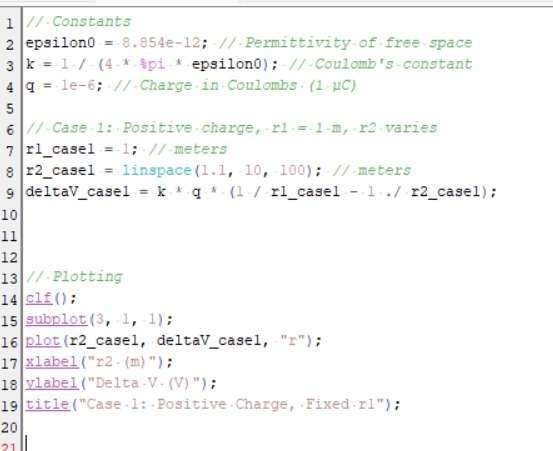 1 // Constants
2 epsilon0 = 8.854e-12; // Permittivity of free space
3 k = 1 / (4 * %pi * epsilon0); // Coulomb's constant
4 q = 1e-6; // Charge in Coulombs (1 µC)
5
6 // Case 1: Positive charge, r1 = 1 m, r2 varies
7 r1_case1 = 1; // meters
8 r2_case1 = linspace(1.1, 10, 100); // meters
9 deltaV_case1 = k * q * (1 / r1_case1 - 1 ./ r2_case1);
10
11
12
13 // Plotting
14 clf();
15 subplot(3, 1, 1);
16 plot(r2_case1, deltaV_case1, "r");
17 xlabel("r2 (m)");
18 ylabel("Delta V (V)");
19 title("Case 1: Positive Charge, Fixed r1");
20
21